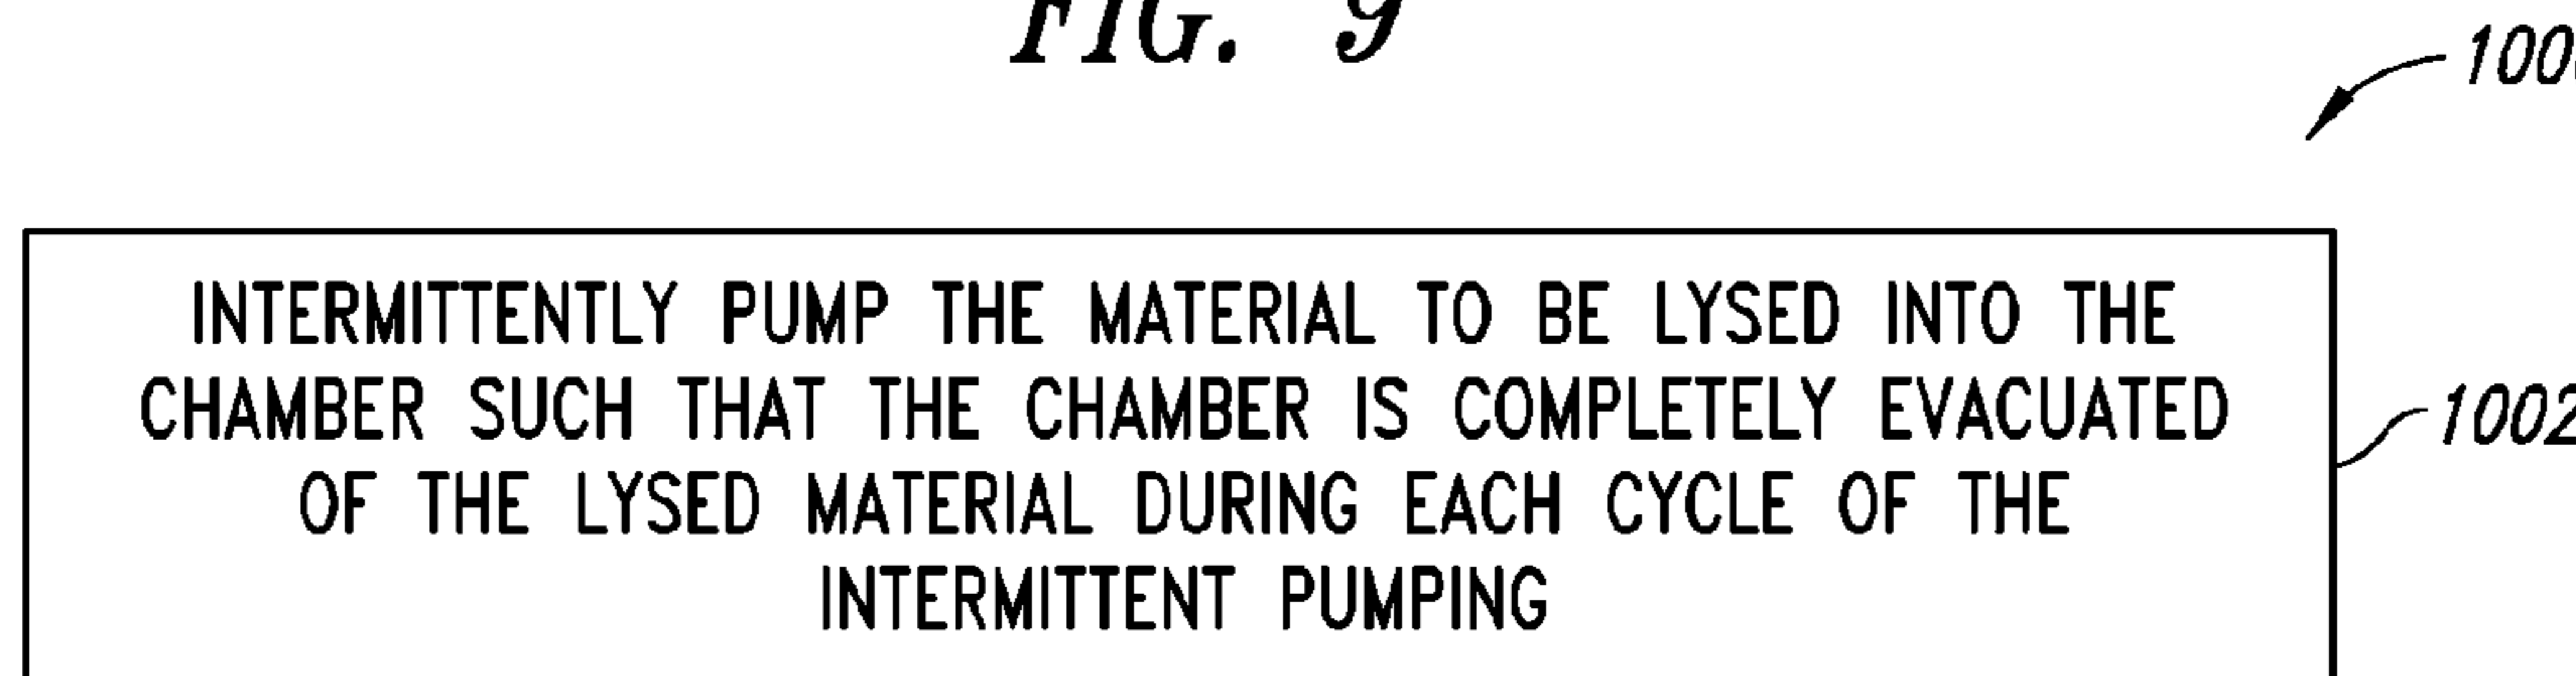 FIG. 9
100
INTERMITTENTLY PUMP THE MATERIAL TO BE LYSED INTO THE
CHAMBER SUCH THAT THE CHAMBER IS COMPLETELY EVACUATED
1002
OF THE LYSED MATERIAL DURING EACH CYCLE OF THE
INTERMITTENT PUMPING